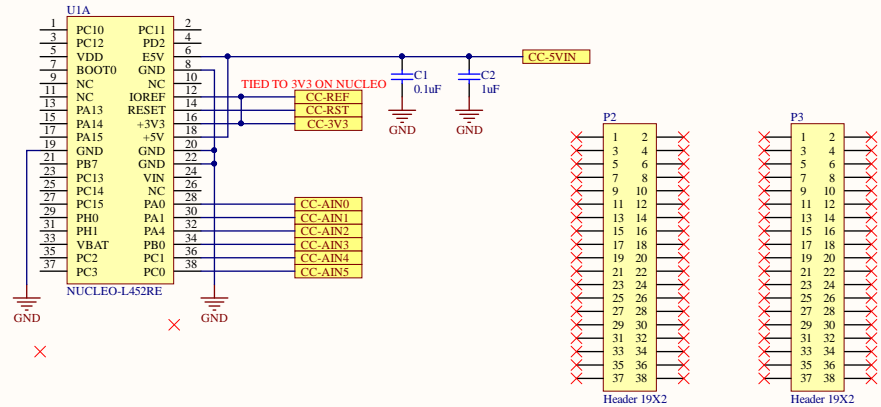 U1A
1 PC10 PC11 2
3 PC12 PD2 4
5 VDD E5V 6
7 BOOT0 GND 8
9 NC NC 10
11 NC IOREF 12
13 PA13 RESET 14
15 PA14 +3V3 16
17 PA15 +5V 18
19 GND GND 20
21 PB7 GND 22
23 PC13 VIN 24
25 PC14 NC 26
27 PC15 PA0 28
29 PH0 PA1 30
31 PH1 PA4 32
33 VBAT PB0 34
35 PC2 PC1 36
37 PC3 PC0 38
NUCLEO-L452RE
GND
GND
TIED TO 3V3 ON NUCLEO
CC-REF
CC-RST
CC-3V3
CC-AIN0
CC-AIN1
CC-AIN2
CC-AIN3
CC-AIN4
CC-AIN5
CC-5VIN
C1
0.1uF
GND
C2
1uF
GND
P2
1 2
3 4
5 6
7 8
9 10
11 12
13 14
15 16
17 18
19 20
21 22
23 24
25 26
27 28
29 30
31 32
33 34
35 36
37 38
Header 19X2
P3
1 2
3 4
5 6
7 8
9 10
11 12
13 14
15 16
17 18
19 20
21 22
23 24
25 26
27 28
29 30
31 32
33 34
35 36
37 38
Header 19X2